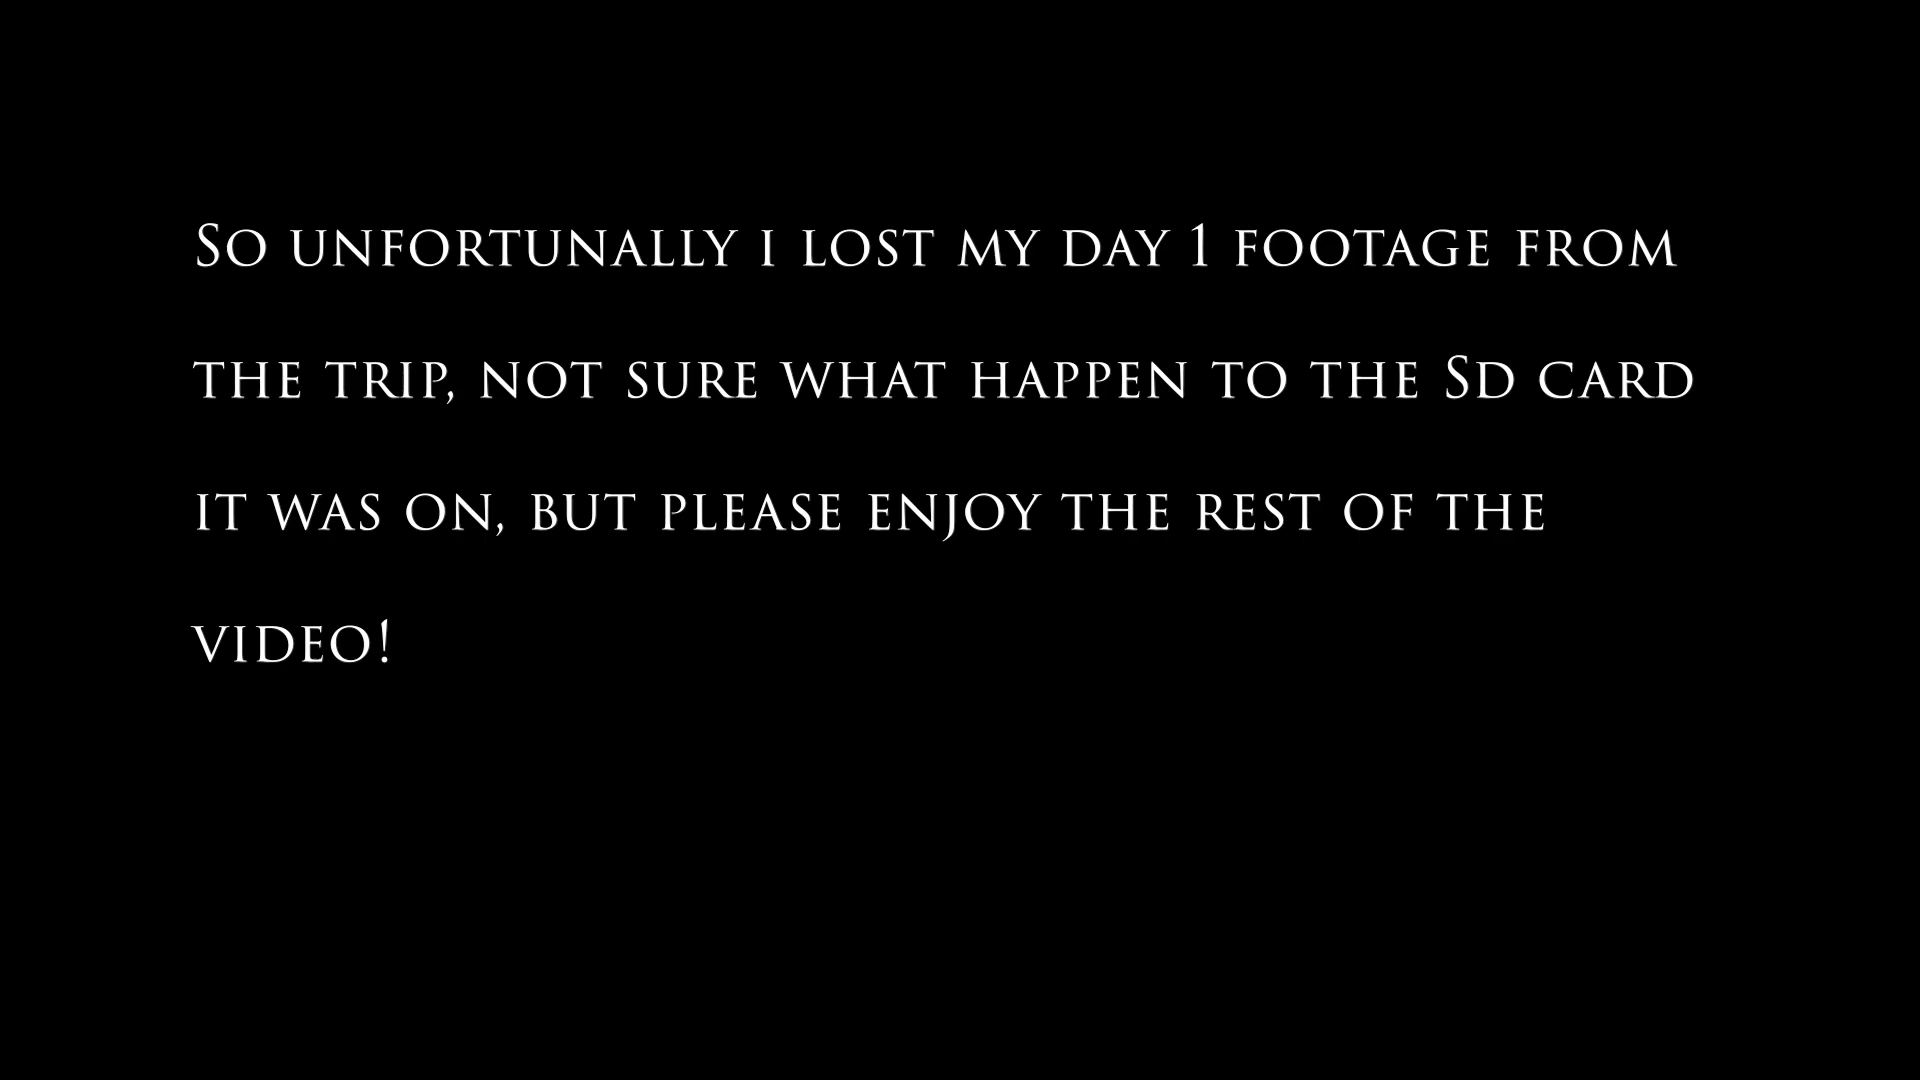 So unfortunally i lost my day 1 footage from
the trip, not sure what happen to the Sd card
it was on, but please enjoy the rest of the
video!